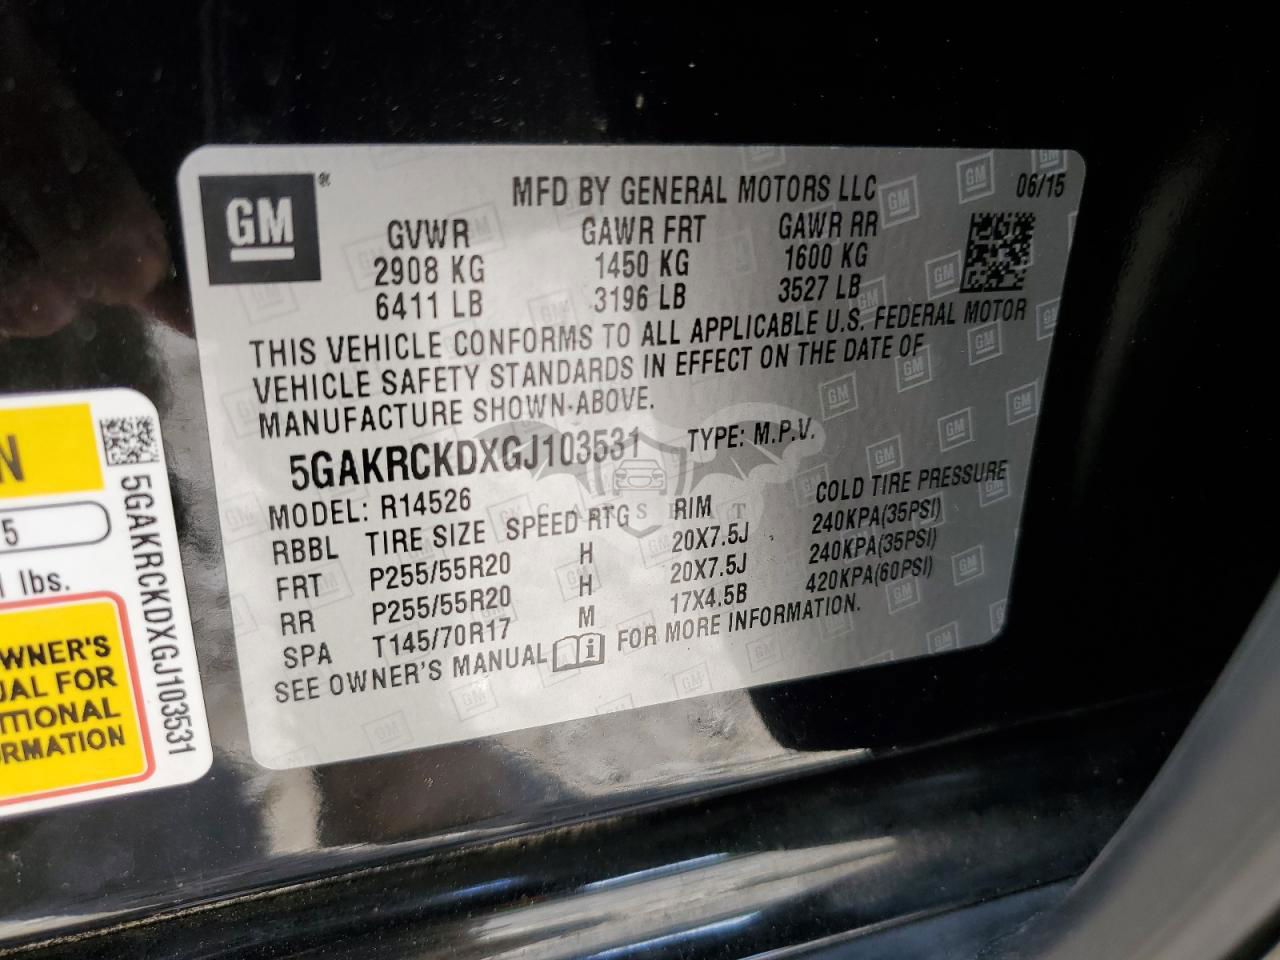 GM®
MFD BY GENERAL MOTORS LLC 06/15
GVWR GAWR FRT GAWR RR
2908 KG 1450 KG 1600 KG
6411 LB 3196 LB 3527 LB
THIS VEHICLE CONFORMS TO ALL APPLICABLE U.S. FEDERAL MOTOR
VEHICLE SAFETY STANDARDS IN EFFECT ON THE DATE OF
MANUFACTURE SHOWN-ABOVE.
5GAKRCKDXGJ103531 TYPE: M.P.V.
MODEL: R14526
RBBL TIRE SIZE SPEED RTG RIM COLD TIRE PRESSURE
FRT P255/55R20 H 20X7.5J 240KPA(35PSI)
RR P255/55R20 H 20X7.5J 240KPA(35PSI)
SPA T145/70R17 M 17X4.5B 420KPA(60PSI)
SEE OWNER'S MANUAL i FOR MORE INFORMATION.
N
5
lbs.
WNER'S
UAL FOR
ITIONAL
ORMATION
5GAKRCKDXGJ103531